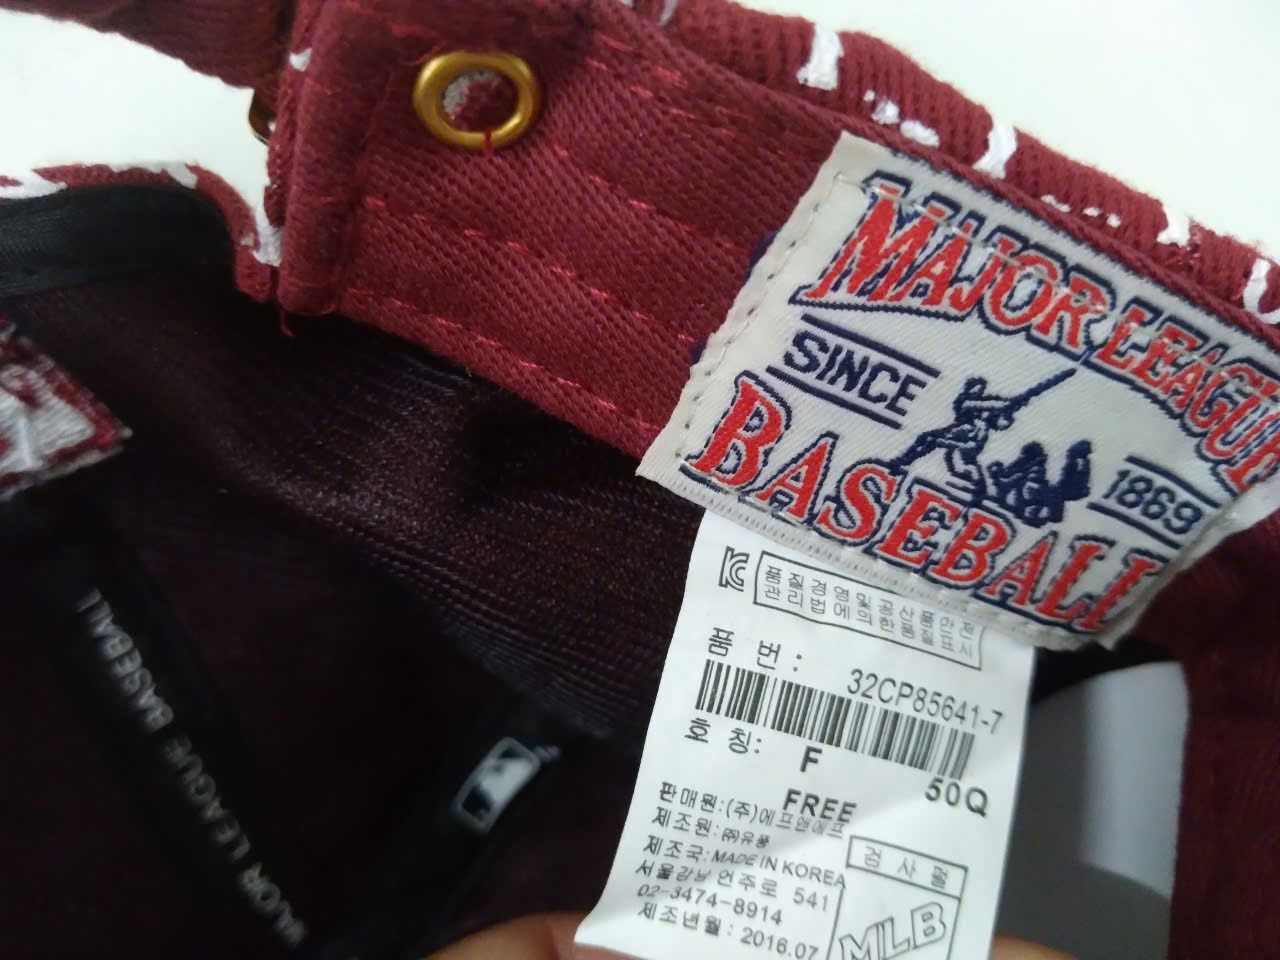 MAJOR LEAGUE
SINCE
1869
BASEBALL
품질경영및공산품안전
관리법에의한품질표시
품 번 :
32CP85641-7
호 칭:
F
50Q
FREE
판매원:(주)에프앤에프
제조원:㈜유풍
제조국:MADE IN KOREA
서울강남 언주로 541
02-3474-8914
제조년월: 2016.07
검 사 필
MLB
MAJOR LEAGUE BASEBALL